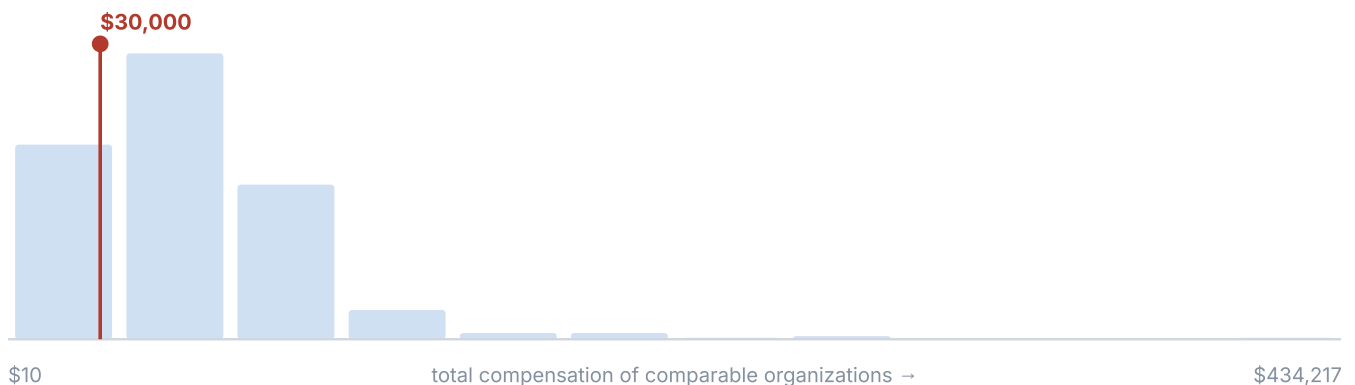 $30,000
$10 total compensation of comparable organizations → $434,217